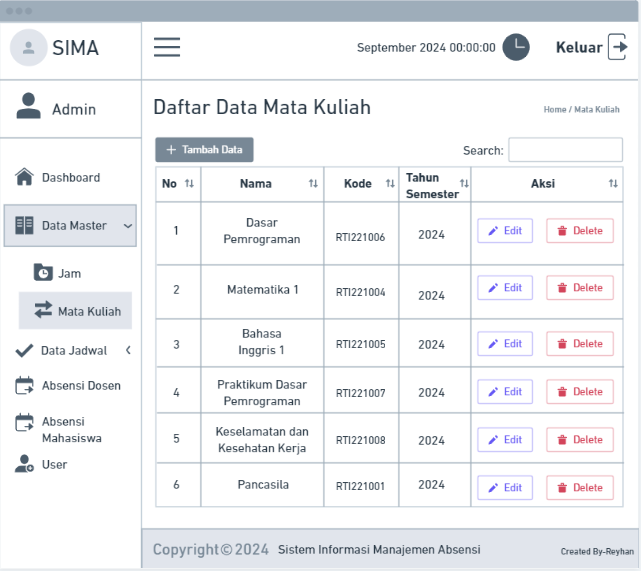 SIMA
September 2024 00:00:00
Keluar
Admin
Dashboard
Data Master
Jam
Mata Kuliah
Data Jadwal
Absensi Dosen
Absensi
Mahasiswa
User
Daftar Data Mata Kuliah
Home / Mata Kuliah
+ Tambah Data
Search:
No Nama Kode Tahun Semester Aksi
1 Dasar Pemrograman RTI221006 2024 Edit Delete
2 Matematika 1 RTI221004 2024 Edit Delete
3 Bahasa Inggris 1 RTI221005 2024 Edit Delete
4 Praktikum Dasar Pemrograman RTI221007 2024 Edit Delete
5 Keselamatan dan Kesehatan Kerja RTI221008 2024 Edit Delete
6 Pancasila RTI221001 2024 Edit Delete
Copyright©2024 Sistem Informasi Manajemen Absensi
Created By-Reyhan